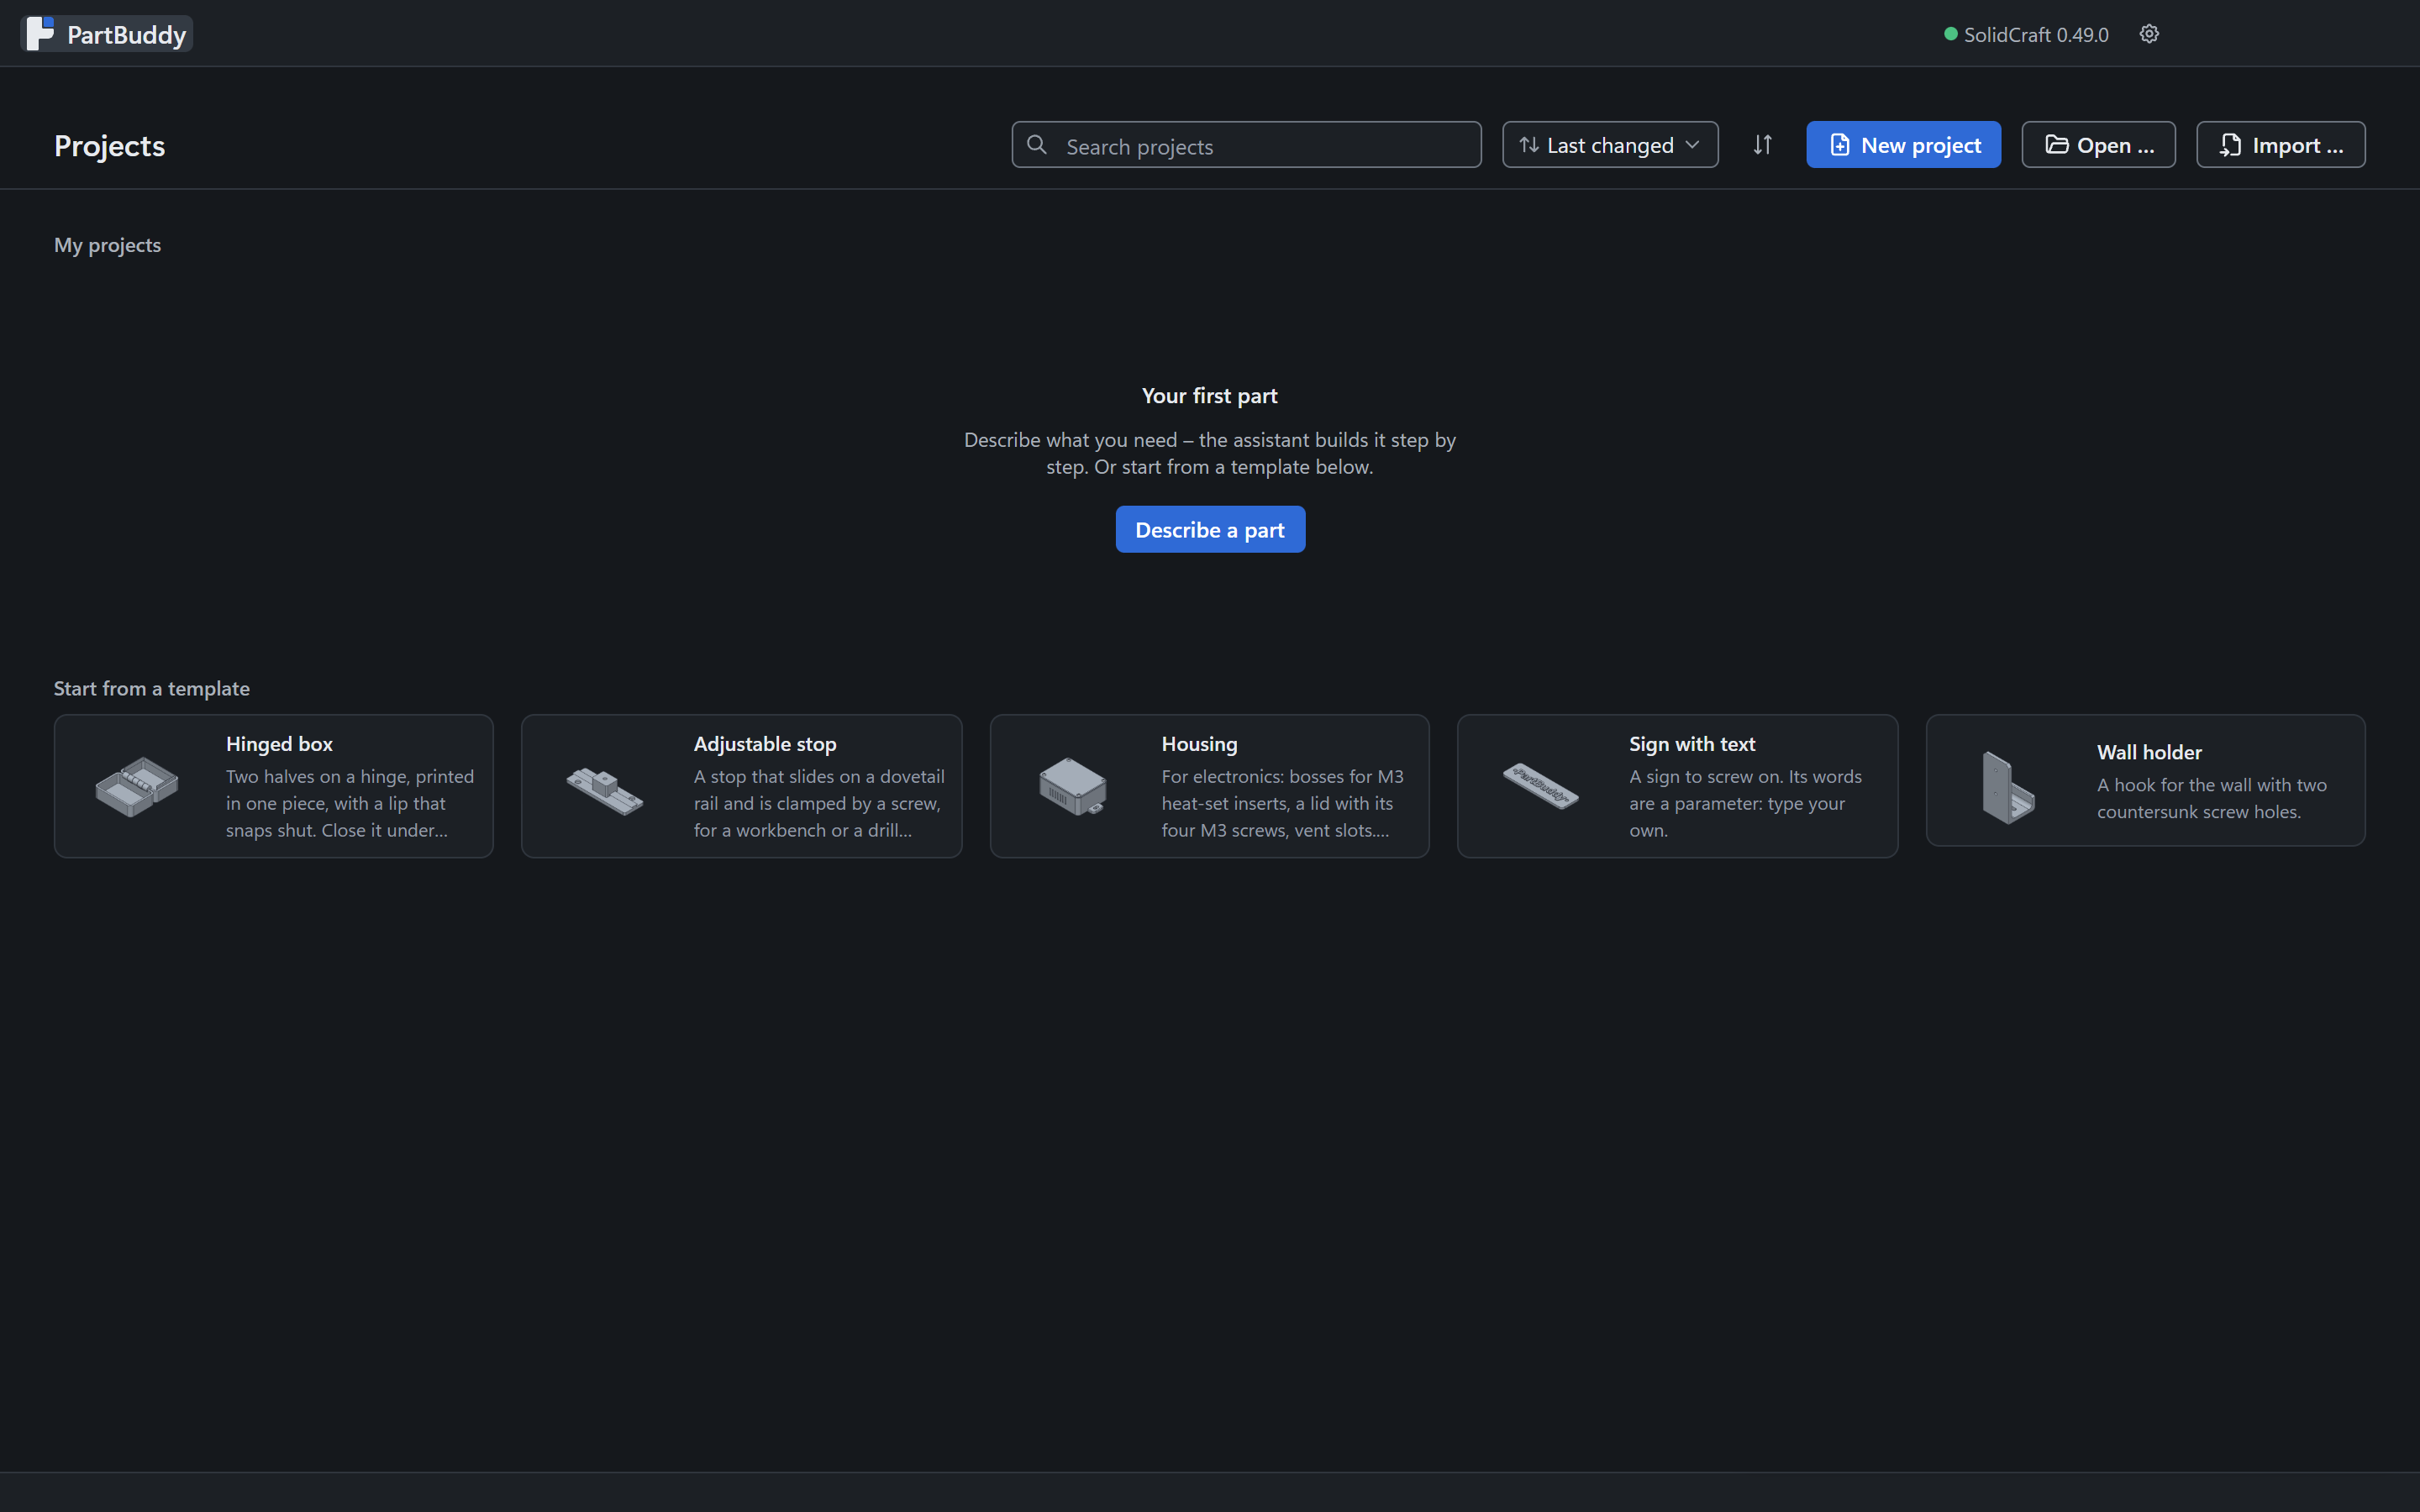 PartBuddy
SolidCraft 0.49.0
Projects
Search projects
Last changed
New project
Open ...
Import ...
My projects
Your first part
Describe what you need – the assistant builds it step by
step. Or start from a template below.
Describe a part
Start from a template
Hinged box
Two halves on a hinge, printed
in one piece, with a lip that
snaps shut. Close it under...
Adjustable stop
A stop that slides on a dovetail
rail and is clamped by a screw,
for a workbench or a drill...
Housing
For electronics: bosses for M3
heat-set inserts, a lid with its
four M3 screws, vent slots....
PartBuddy
Sign with text
A sign to screw on. Its words
are a parameter: type your
own.
Wall holder
A hook for the wall with two
countersunk screw holes.